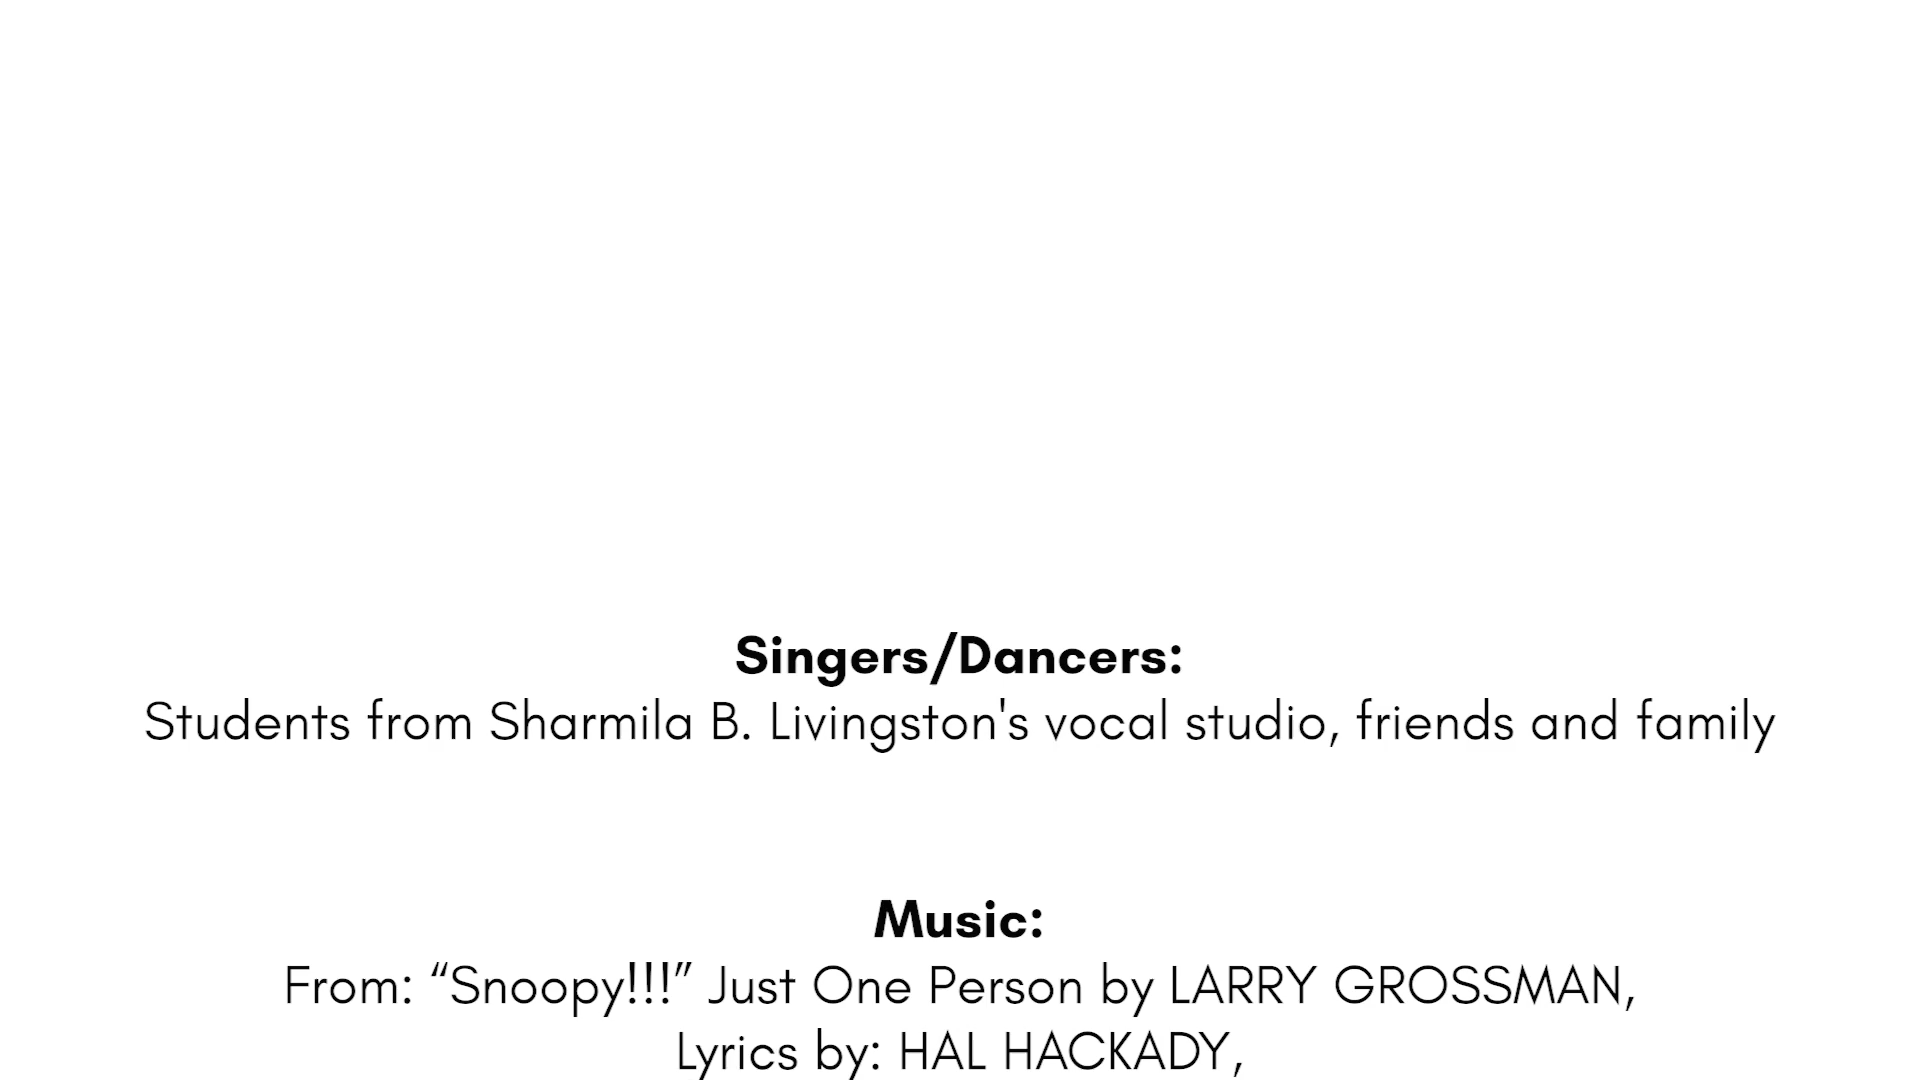 Singers/Dancers:
Students from Sharmila B. Livingston's vocal studio, friends and family
Music:
From: “Snoopy!!!” Just One Person by LARRY GROSSMAN,
Lyrics by: HAL HACKADY,